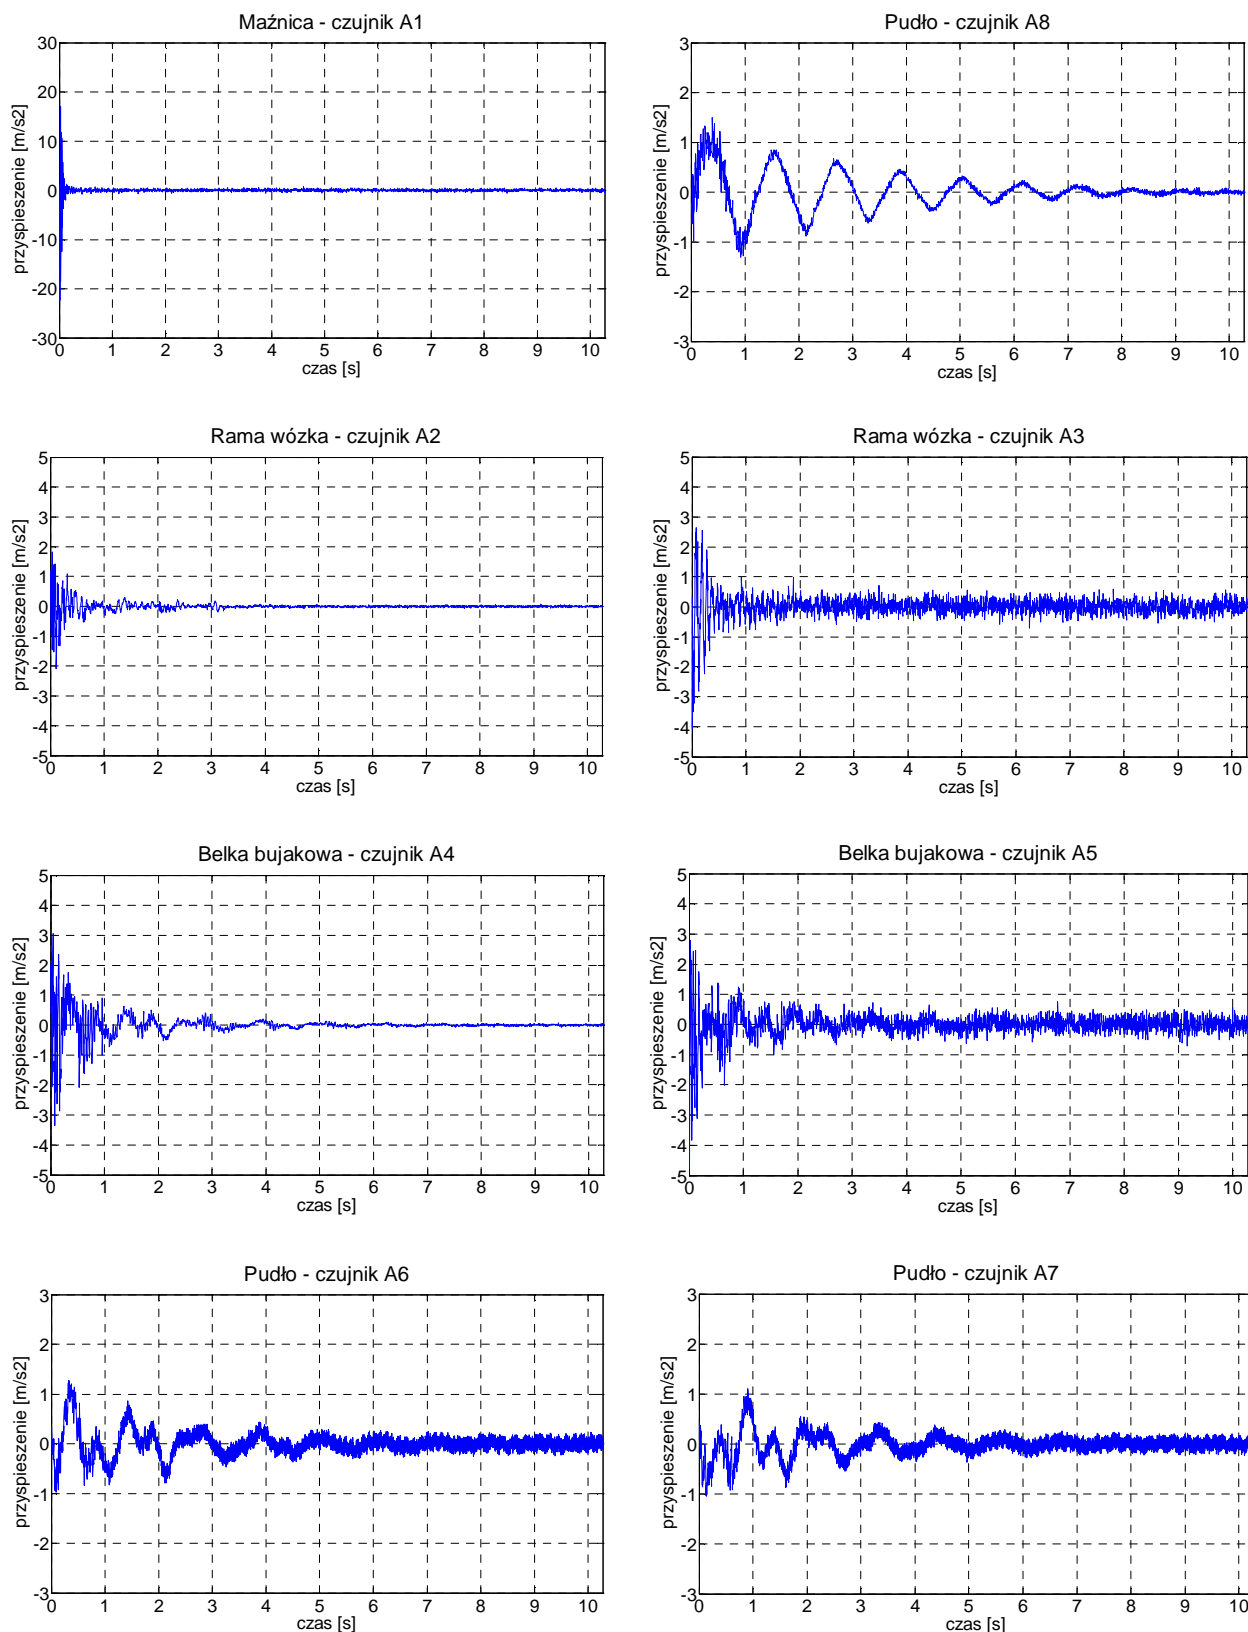 Maźnica - czujnik A1
przyspieszenie [m/s2]
30
20
10
0
-10
-20
-30
0 1 2 3 4 5 6 7 8 9 10
czas [s]
Pudło - czujnik A8
przyspieszenie [m/s2]
3
2
1
0
-1
-2
-3
0 1 2 3 4 5 6 7 8 9 10
czas [s]
Rama wózka - czujnik A2
przyspieszenie [m/s2]
5
4
3
2
1
0
-1
-2
-3
-4
-5
0 1 2 3 4 5 6 7 8 9 10
czas [s]
Rama wózka - czujnik A3
przyspieszenie [m/s2]
5
4
3
2
1
0
-1
-2
-3
-4
-5
0 1 2 3 4 5 6 7 8 9 10
czas [s]
Belka bujakowa - czujnik A4
przyspieszenie [m/s2]
5
4
3
2
1
0
-1
-2
-3
-4
-5
0 1 2 3 4 5 6 7 8 9 10
czas [s]
Belka bujakowa - czujnik A5
przyspieszenie [m/s2]
5
4
3
2
1
0
-1
-2
-3
-4
-5
0 1 2 3 4 5 6 7 8 9 10
czas [s]
Pudło - czujnik A6
przyspieszenie [m/s2]
3
2
1
0
-1
-2
-3
0 1 2 3 4 5 6 7 8 9 10
czas [s]
Pudło - czujnik A7
przyspieszenie [m/s2]
3
2
1
0
-1
-2
-3
0 1 2 3 4 5 6 7 8 9 10
czas [s]